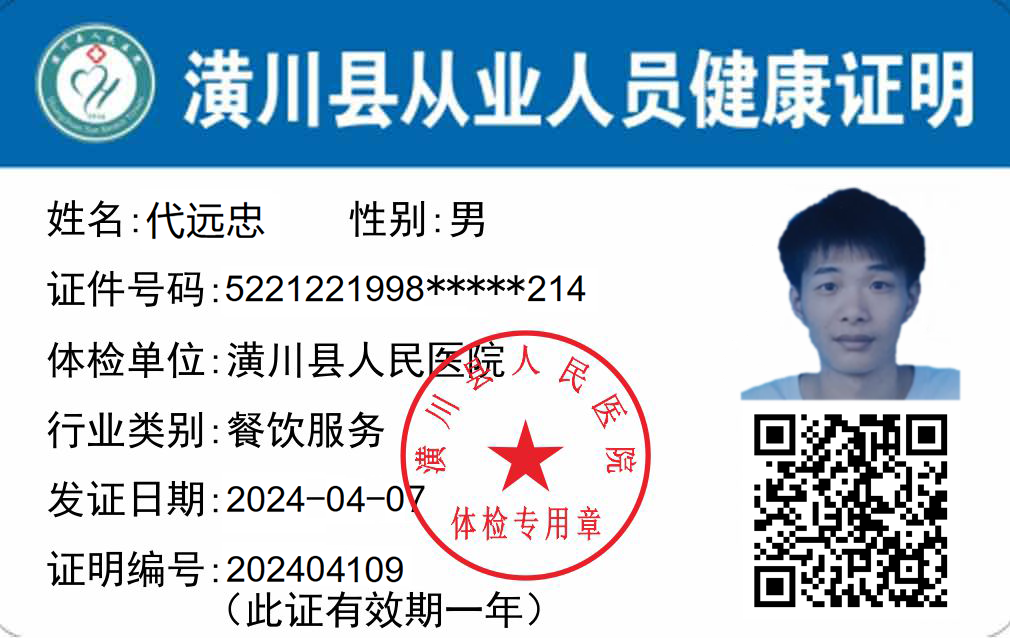 潢川县从业人员健康证明
姓名:代远忠 性别:男
证件号码:5221221998*****214
体检单位:潢川县人民医院
行业类别:餐饮服务
发证日期:2024-04-07
证明编号:202404109
(此证有效期一年)
潢川县人民医院
体检专用章